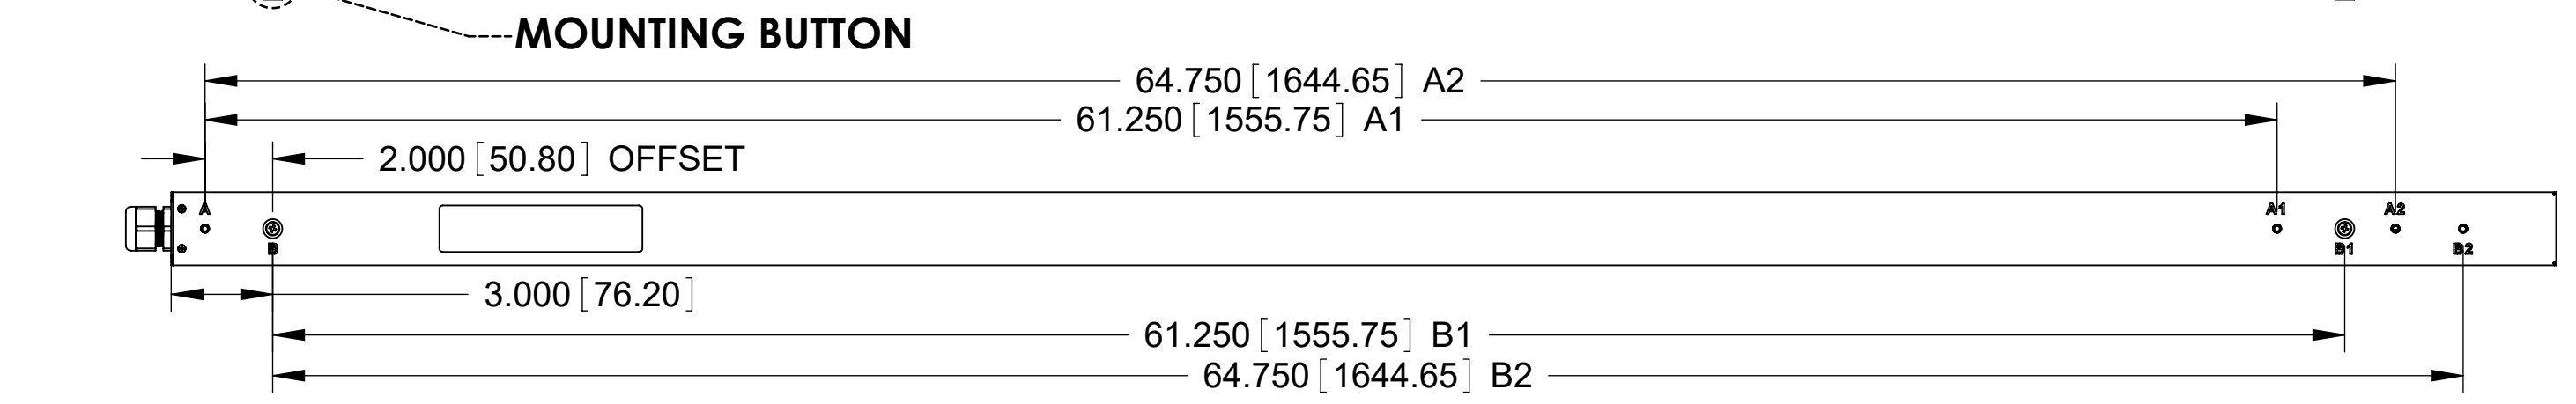 MOUNTING BUTTON
64.750 [1644.65] A2
61.250 [1555.75] A1
2.000 [50.80] OFFSET
A
A1
A2
B
B1
B2
3.000 [76.20]
61.250 [1555.75] B1
64.750 [1644.65] B2